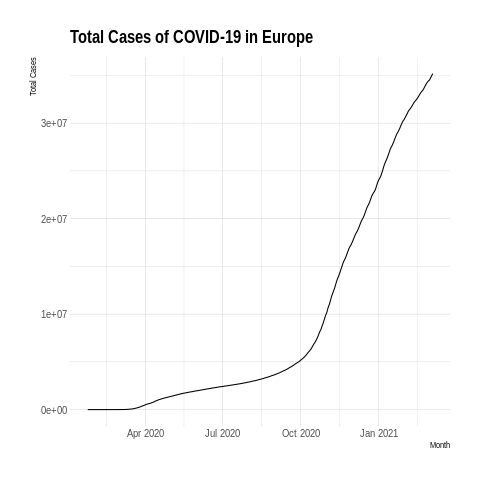 Total Cases of COVID-19 in Europe
Total Cases
3e+07
2e+07
1e+07
0e+00
Apr 2020 Jul 2020 Oct 2020 Jan 2021
Month